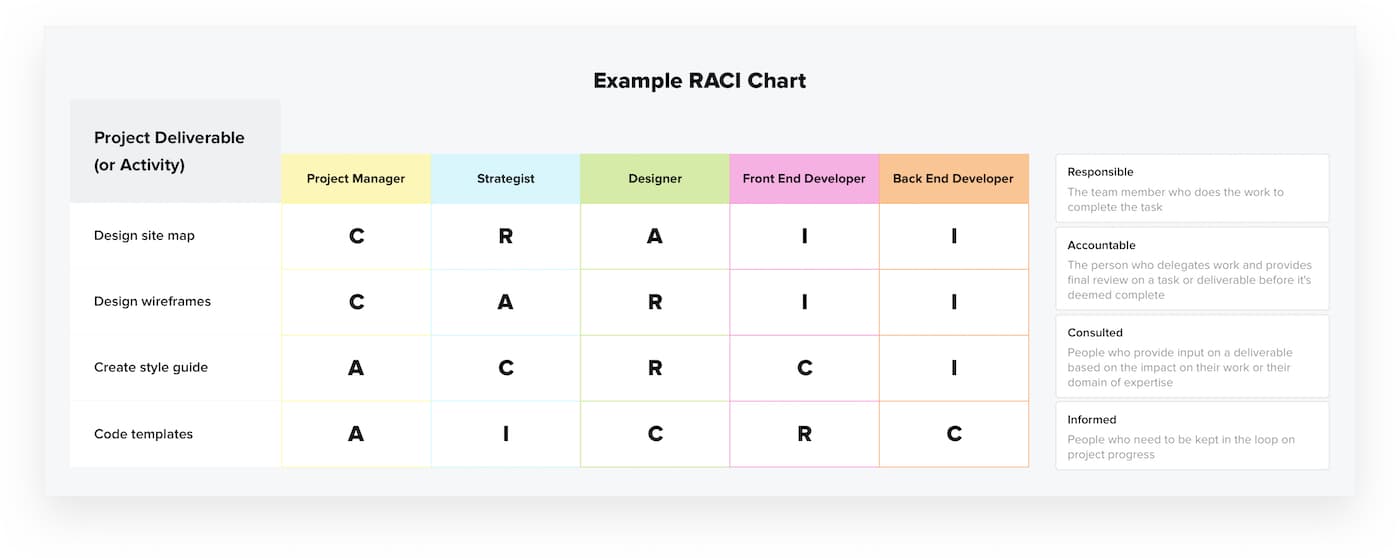 Example RACI Chart
Project Deliverable
(or Activity)
Project Manager Strategist Designer Front End Developer Back End Developer
Design site map C R A I I
Design wireframes C A R I I
Create style guide A C R C I
Code templates A I C R C
Responsible
The team member who does the work to
complete the task
Accountable
The person who delegates work and provides
final review on a task or deliverable before it's
deemed complete
Consulted
People who provide input on a deliverable
based on the impact on their work or their
domain of expertise
Informed
People who need to be kept in the loop on
project progress